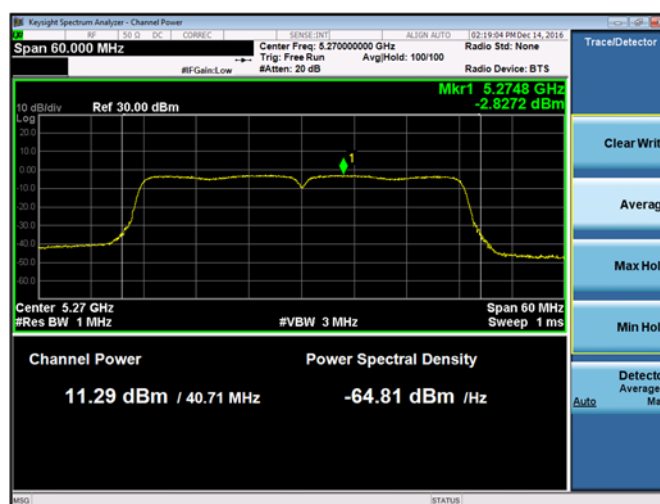 Keysight Spectrum Analyzer - Channel Power
RF 50 Ω DC CORREC SENSE:INT ALIGN AUTO 02:19:04 PM Dec 14, 2016
Span 60.000 MHz Center Freq: 5.270000000 GHz Radio Std: None Trace/Detector
Trig: Free Run Avg|Hold: 100/100
#IFGain:Low #Atten: 20 dB Radio Device: BTS
Mkr1 5.2748 GHz
10 dB/div Ref 30.00 dBm -2.8272 dBm
Log
20.0
10.0
0.00
-10.0
-20.0
-30.0
-40.0
-50.0
-60.0
1
Center 5.27 GHz Span 60 MHz
#Res BW 1 MHz #VBW 3 MHz Sweep 1 ms
Channel Power Power Spectral Density
11.29 dBm / 40.71 MHz -64.81 dBm /Hz
Clear Writ
Averag
Max Hol
Min Hol
Detecto
Average
Auto Ma
MSG STATUS